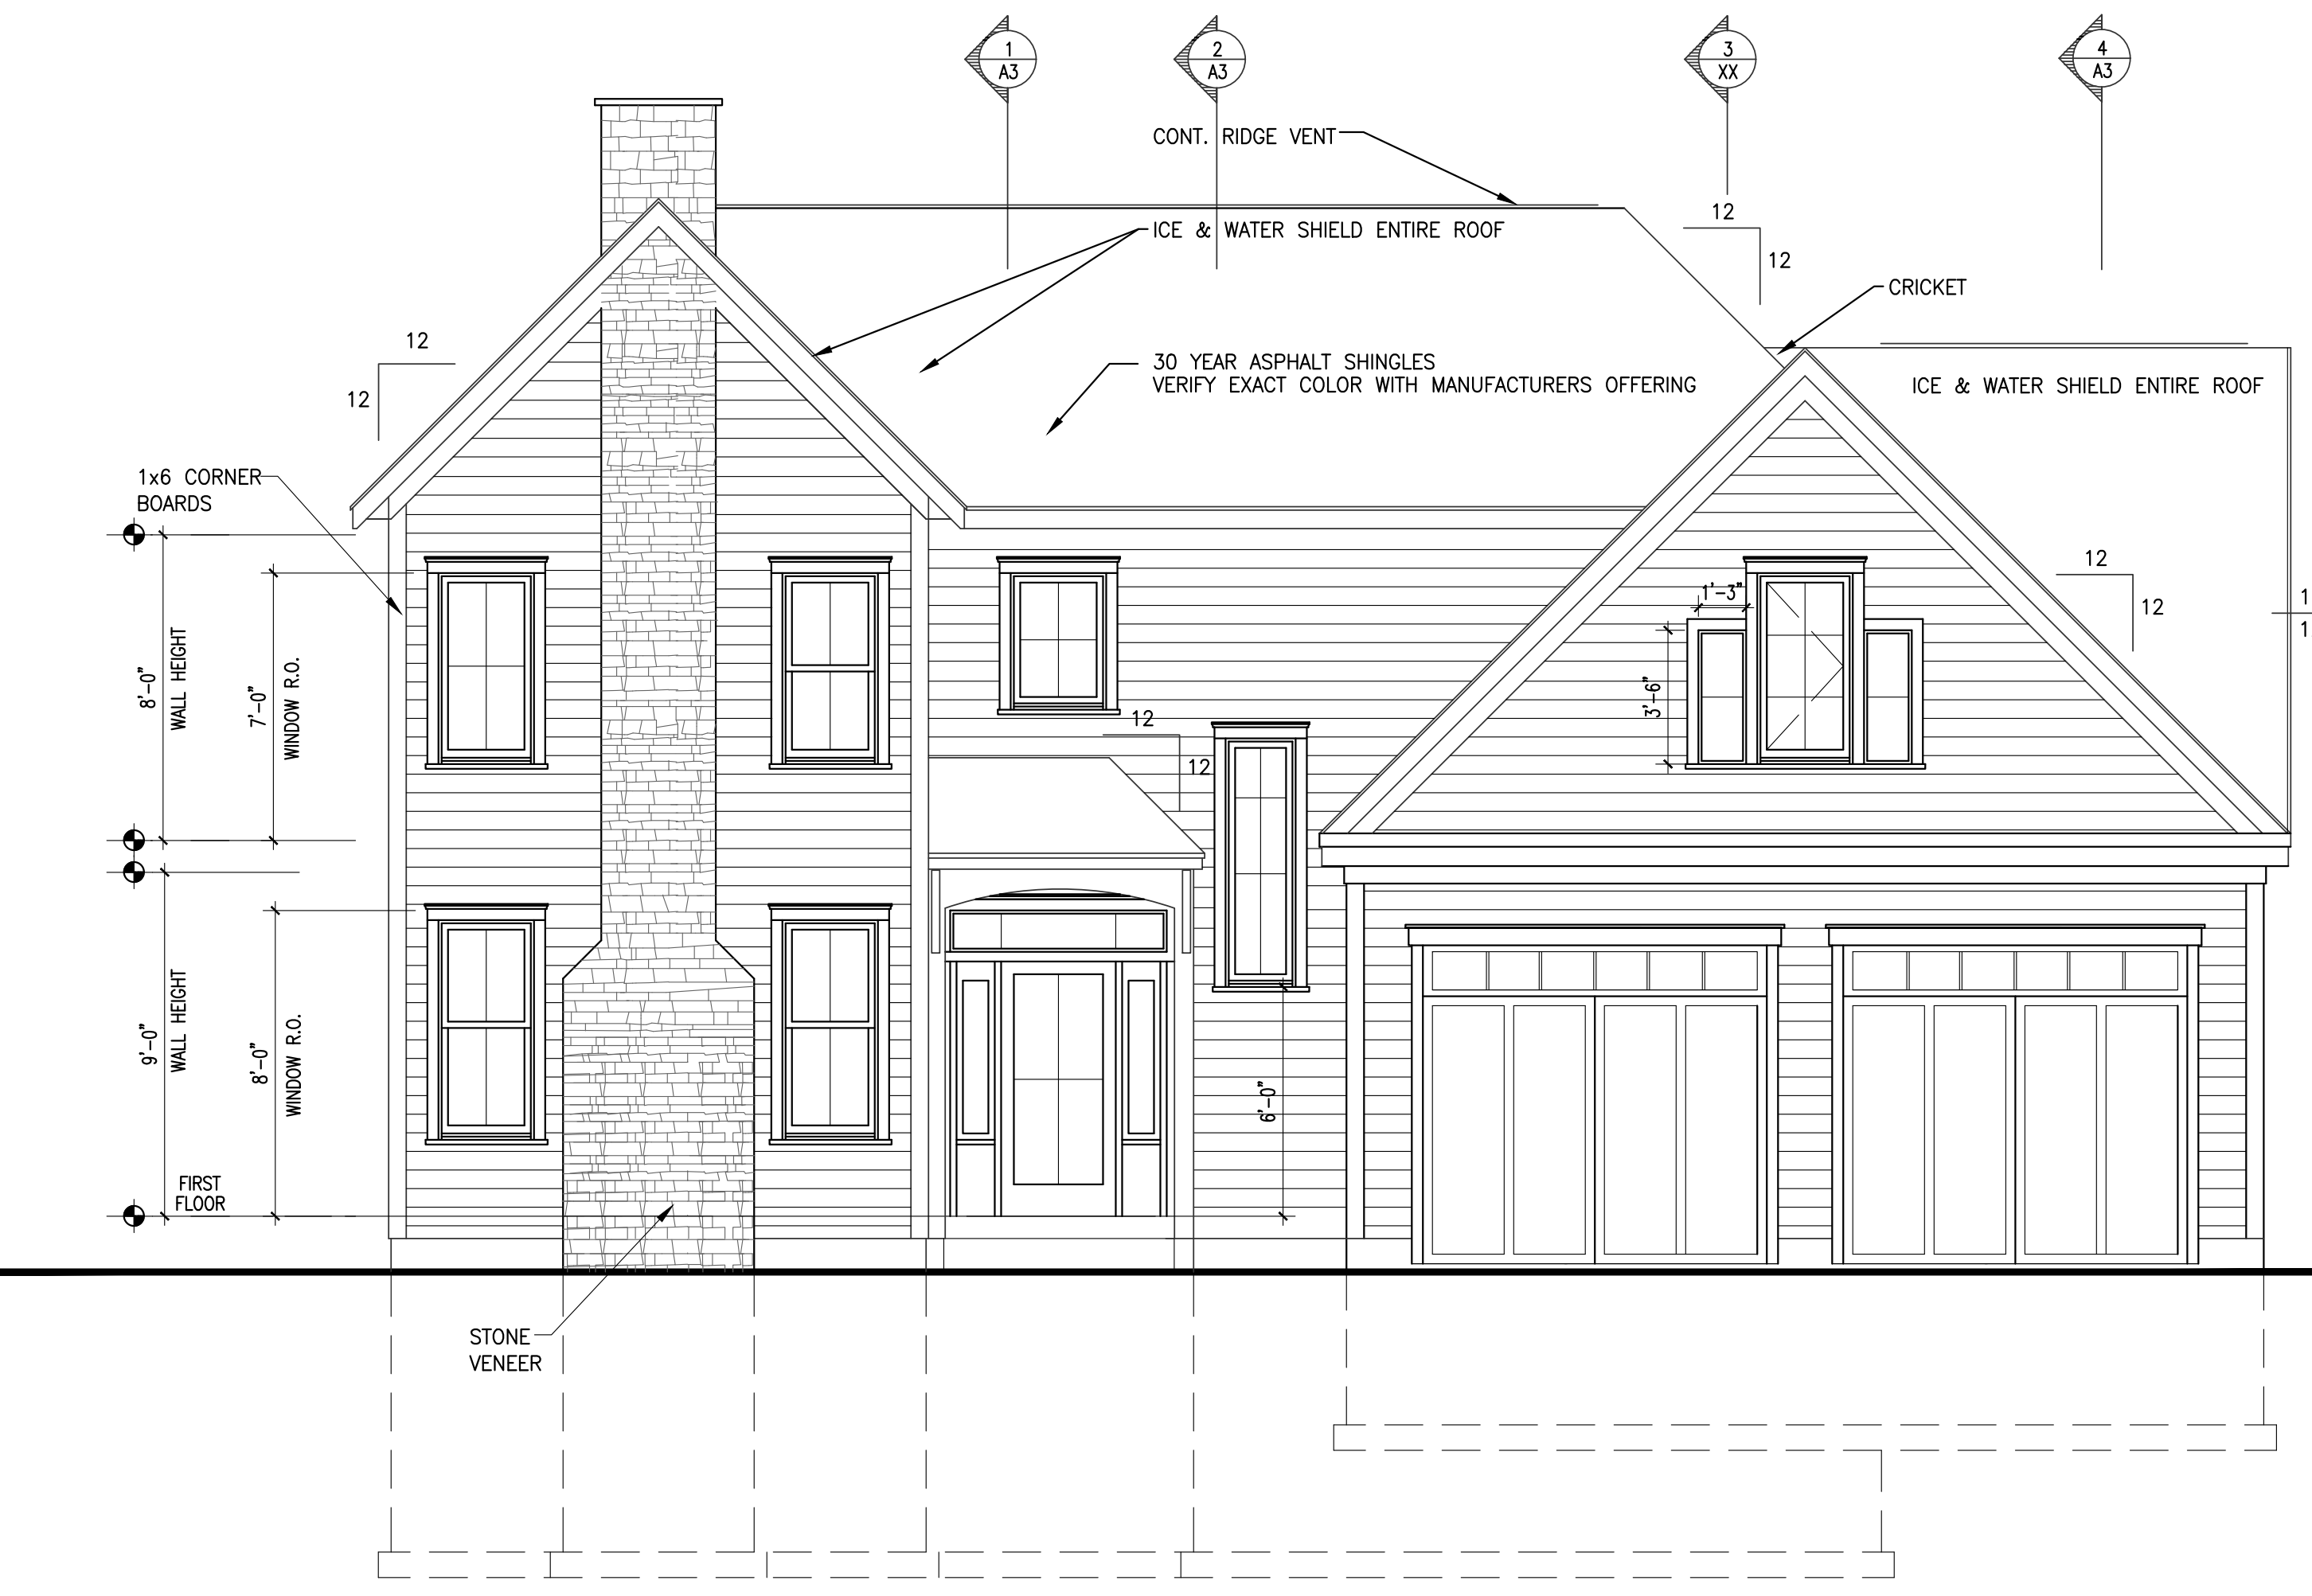 1
A3
2
A3
3
XX
4
A3
CONT. RIDGE VENT
12
12
ICE & WATER SHIELD ENTIRE ROOF
CRICKET
12
12
30 YEAR ASPHALT SHINGLES
VERIFY EXACT COLOR WITH MANUFACTURERS OFFERING
ICE & WATER SHIELD ENTIRE ROOF
1x6 CORNER
BOARDS
12
12
1
1
1'-3"
3'-6"
8'-0"
WALL HEIGHT
7'-0"
WINDOW R.O.
12
12
9'-0"
WALL HEIGHT
8'-0"
WINDOW R.O.
6'-0"
FIRST
FLOOR
STONE
VENEER